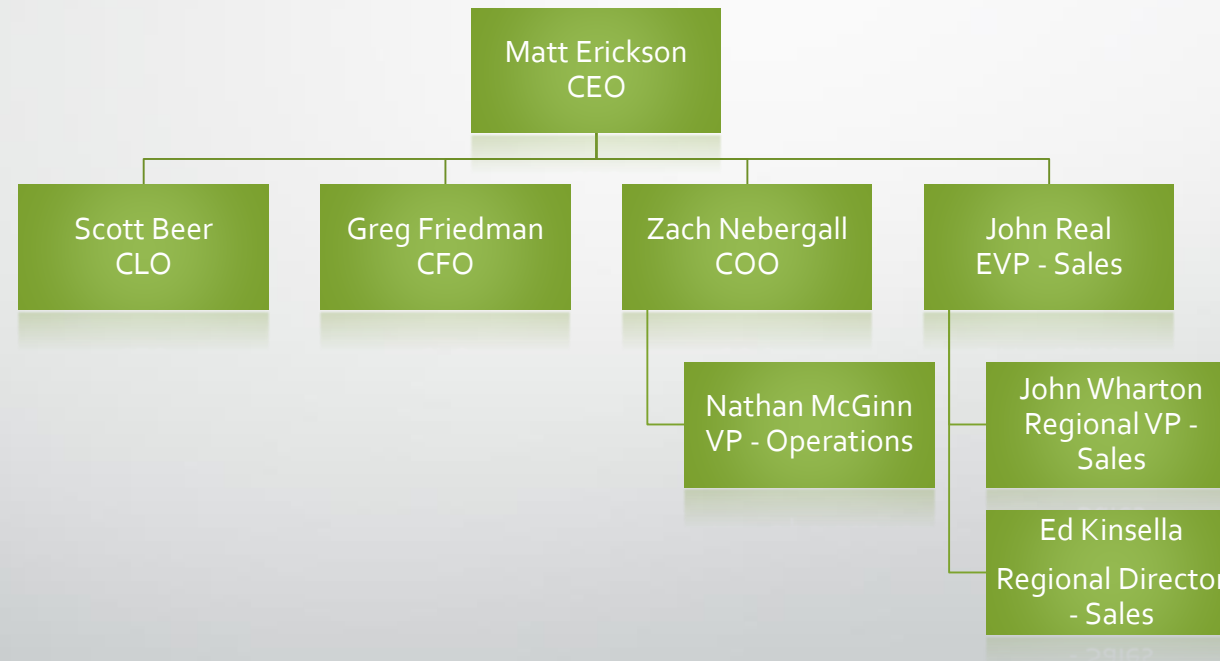 Matt Erickson
CEO
Scott Beer
CLO
Greg Friedman
CFO
Zach Nebergall
COO
John Real
EVP - Sales
Nathan McGinn
VP - Operations
John Wharton
Regional VP -
Sales
Ed Kinsella
Regional Director
- Sales